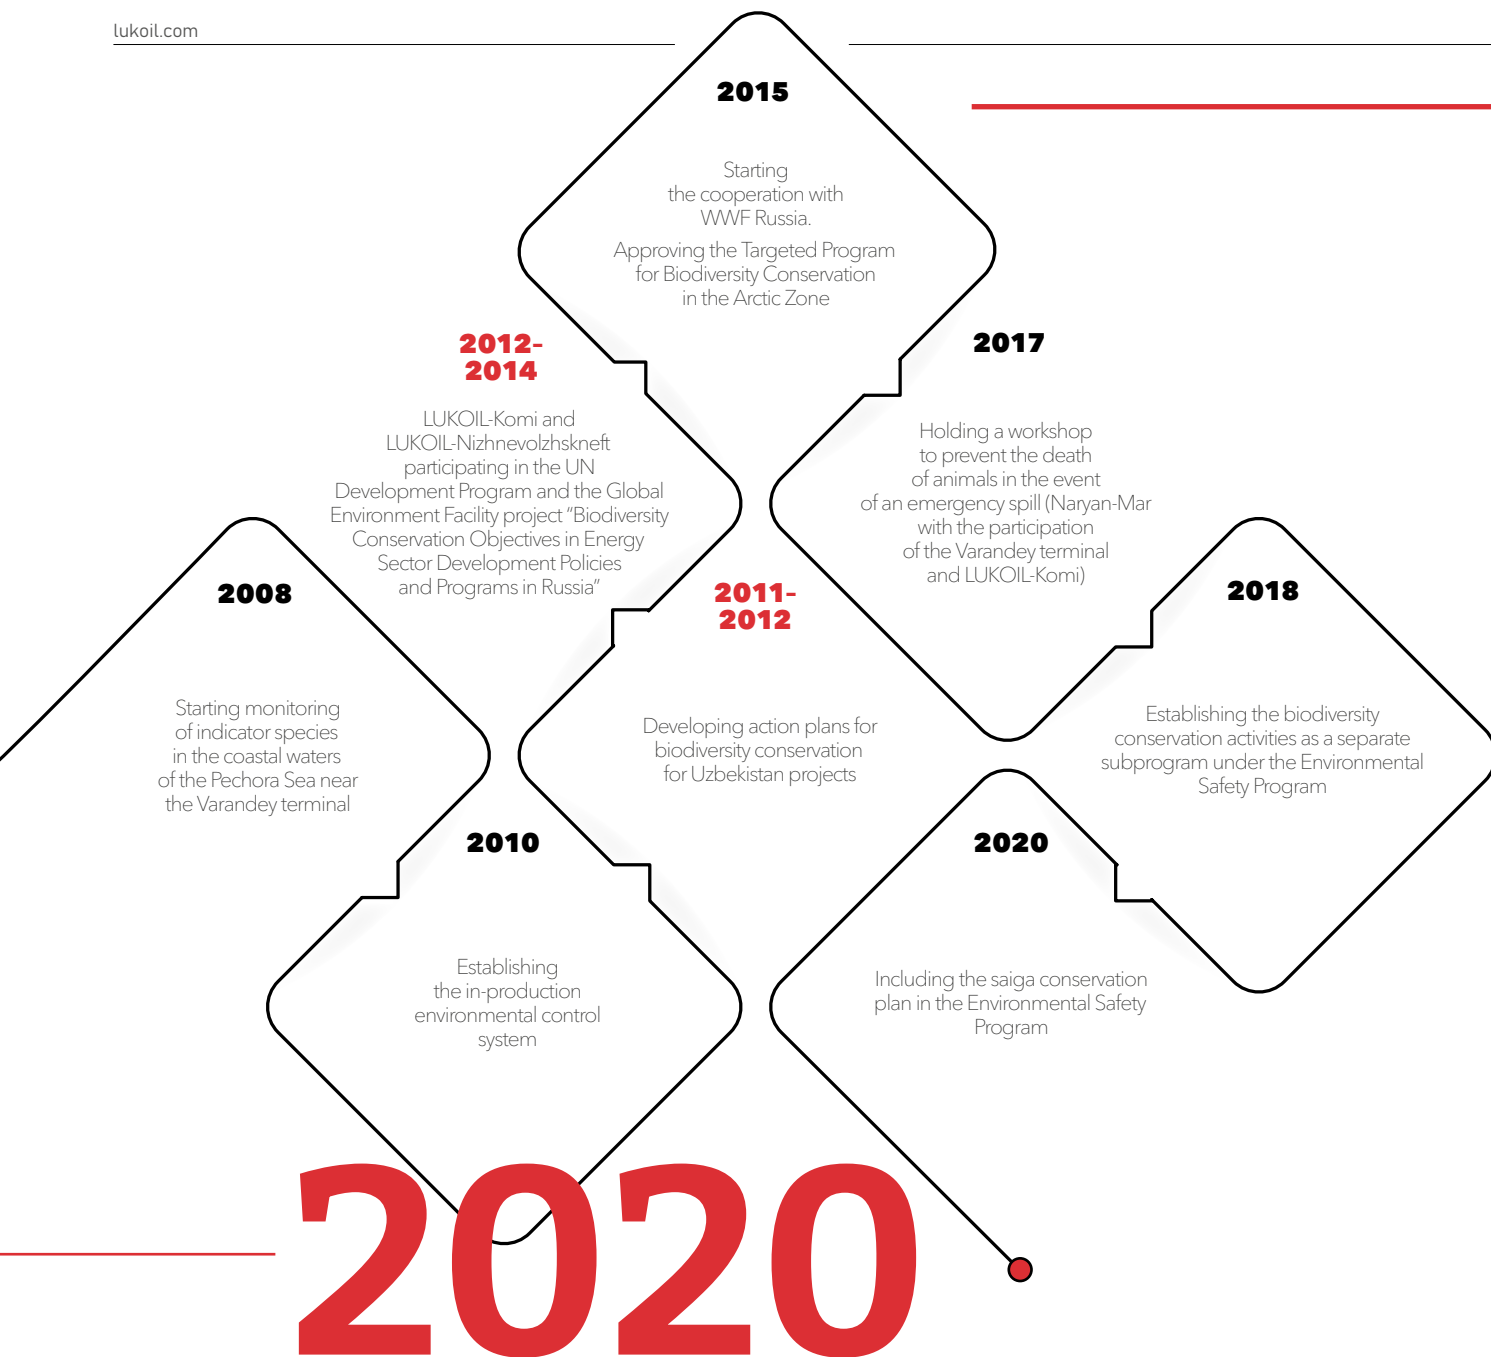 lukoil.com
2015
Starting
the cooperation with
WWF Russia.
Approving the Targeted Program
for Biodiversity Conservation
in the Arctic Zone
2012-
2014
LUKOIL-Komi and
LUKOIL-Nizhnevolzhskneft
participating in the UN
Development Program and the Global
Environment Facility project “Biodiversity
Conservation Objectives in Energy
Sector Development Policies
and Programs in Russia”
2017
Holding a workshop
to prevent the death
of animals in the event
of an emergency spill (Naryan-Mar
with the participation
of the Varandey terminal
and LUKOIL-Komi)
2008
Starting monitoring
of indicator species
in the coastal waters
of the Pechora Sea near
the Varandey terminal
2011-
2012
Developing action plans for
biodiversity conservation
for Uzbekistan projects
2018
Establishing the biodiversity
conservation activities as a separate
subprogram under the Environmental
Safety Program
2010
Establishing
the in-production
environmental control
system
2020
Including the saiga conservation
plan in the Environmental Safety
Program
2020